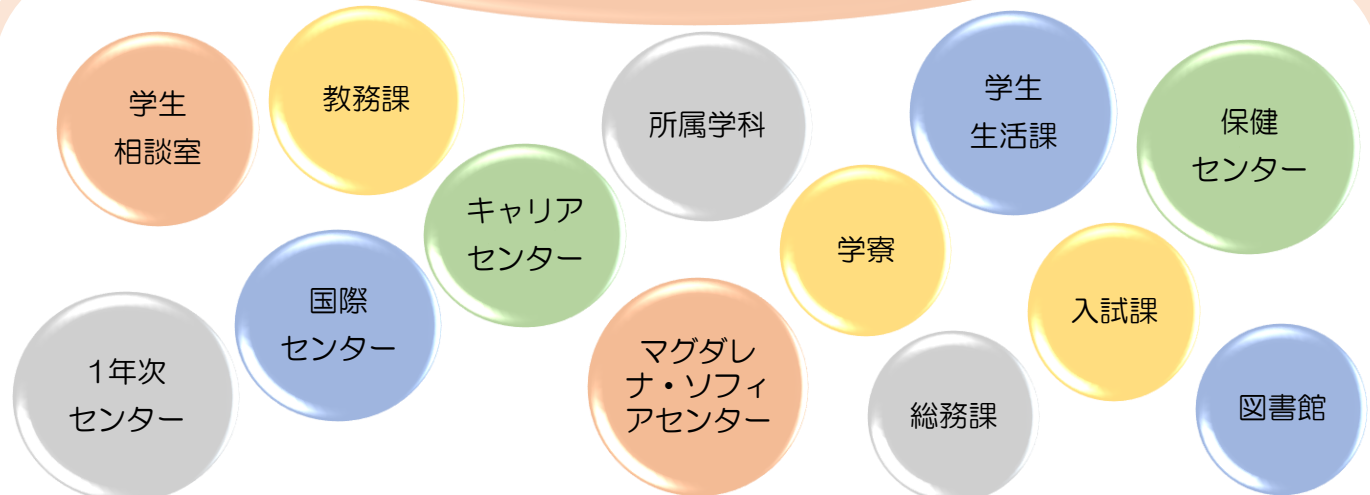 学生
相談室
教務課
所属学科
学生
生活課
保健
センター
キャリア
センター
学寮
国際
センター
入試課
1年次
センター
マグダレ
ナ・ソフィ
アセンター
総務課
図書館